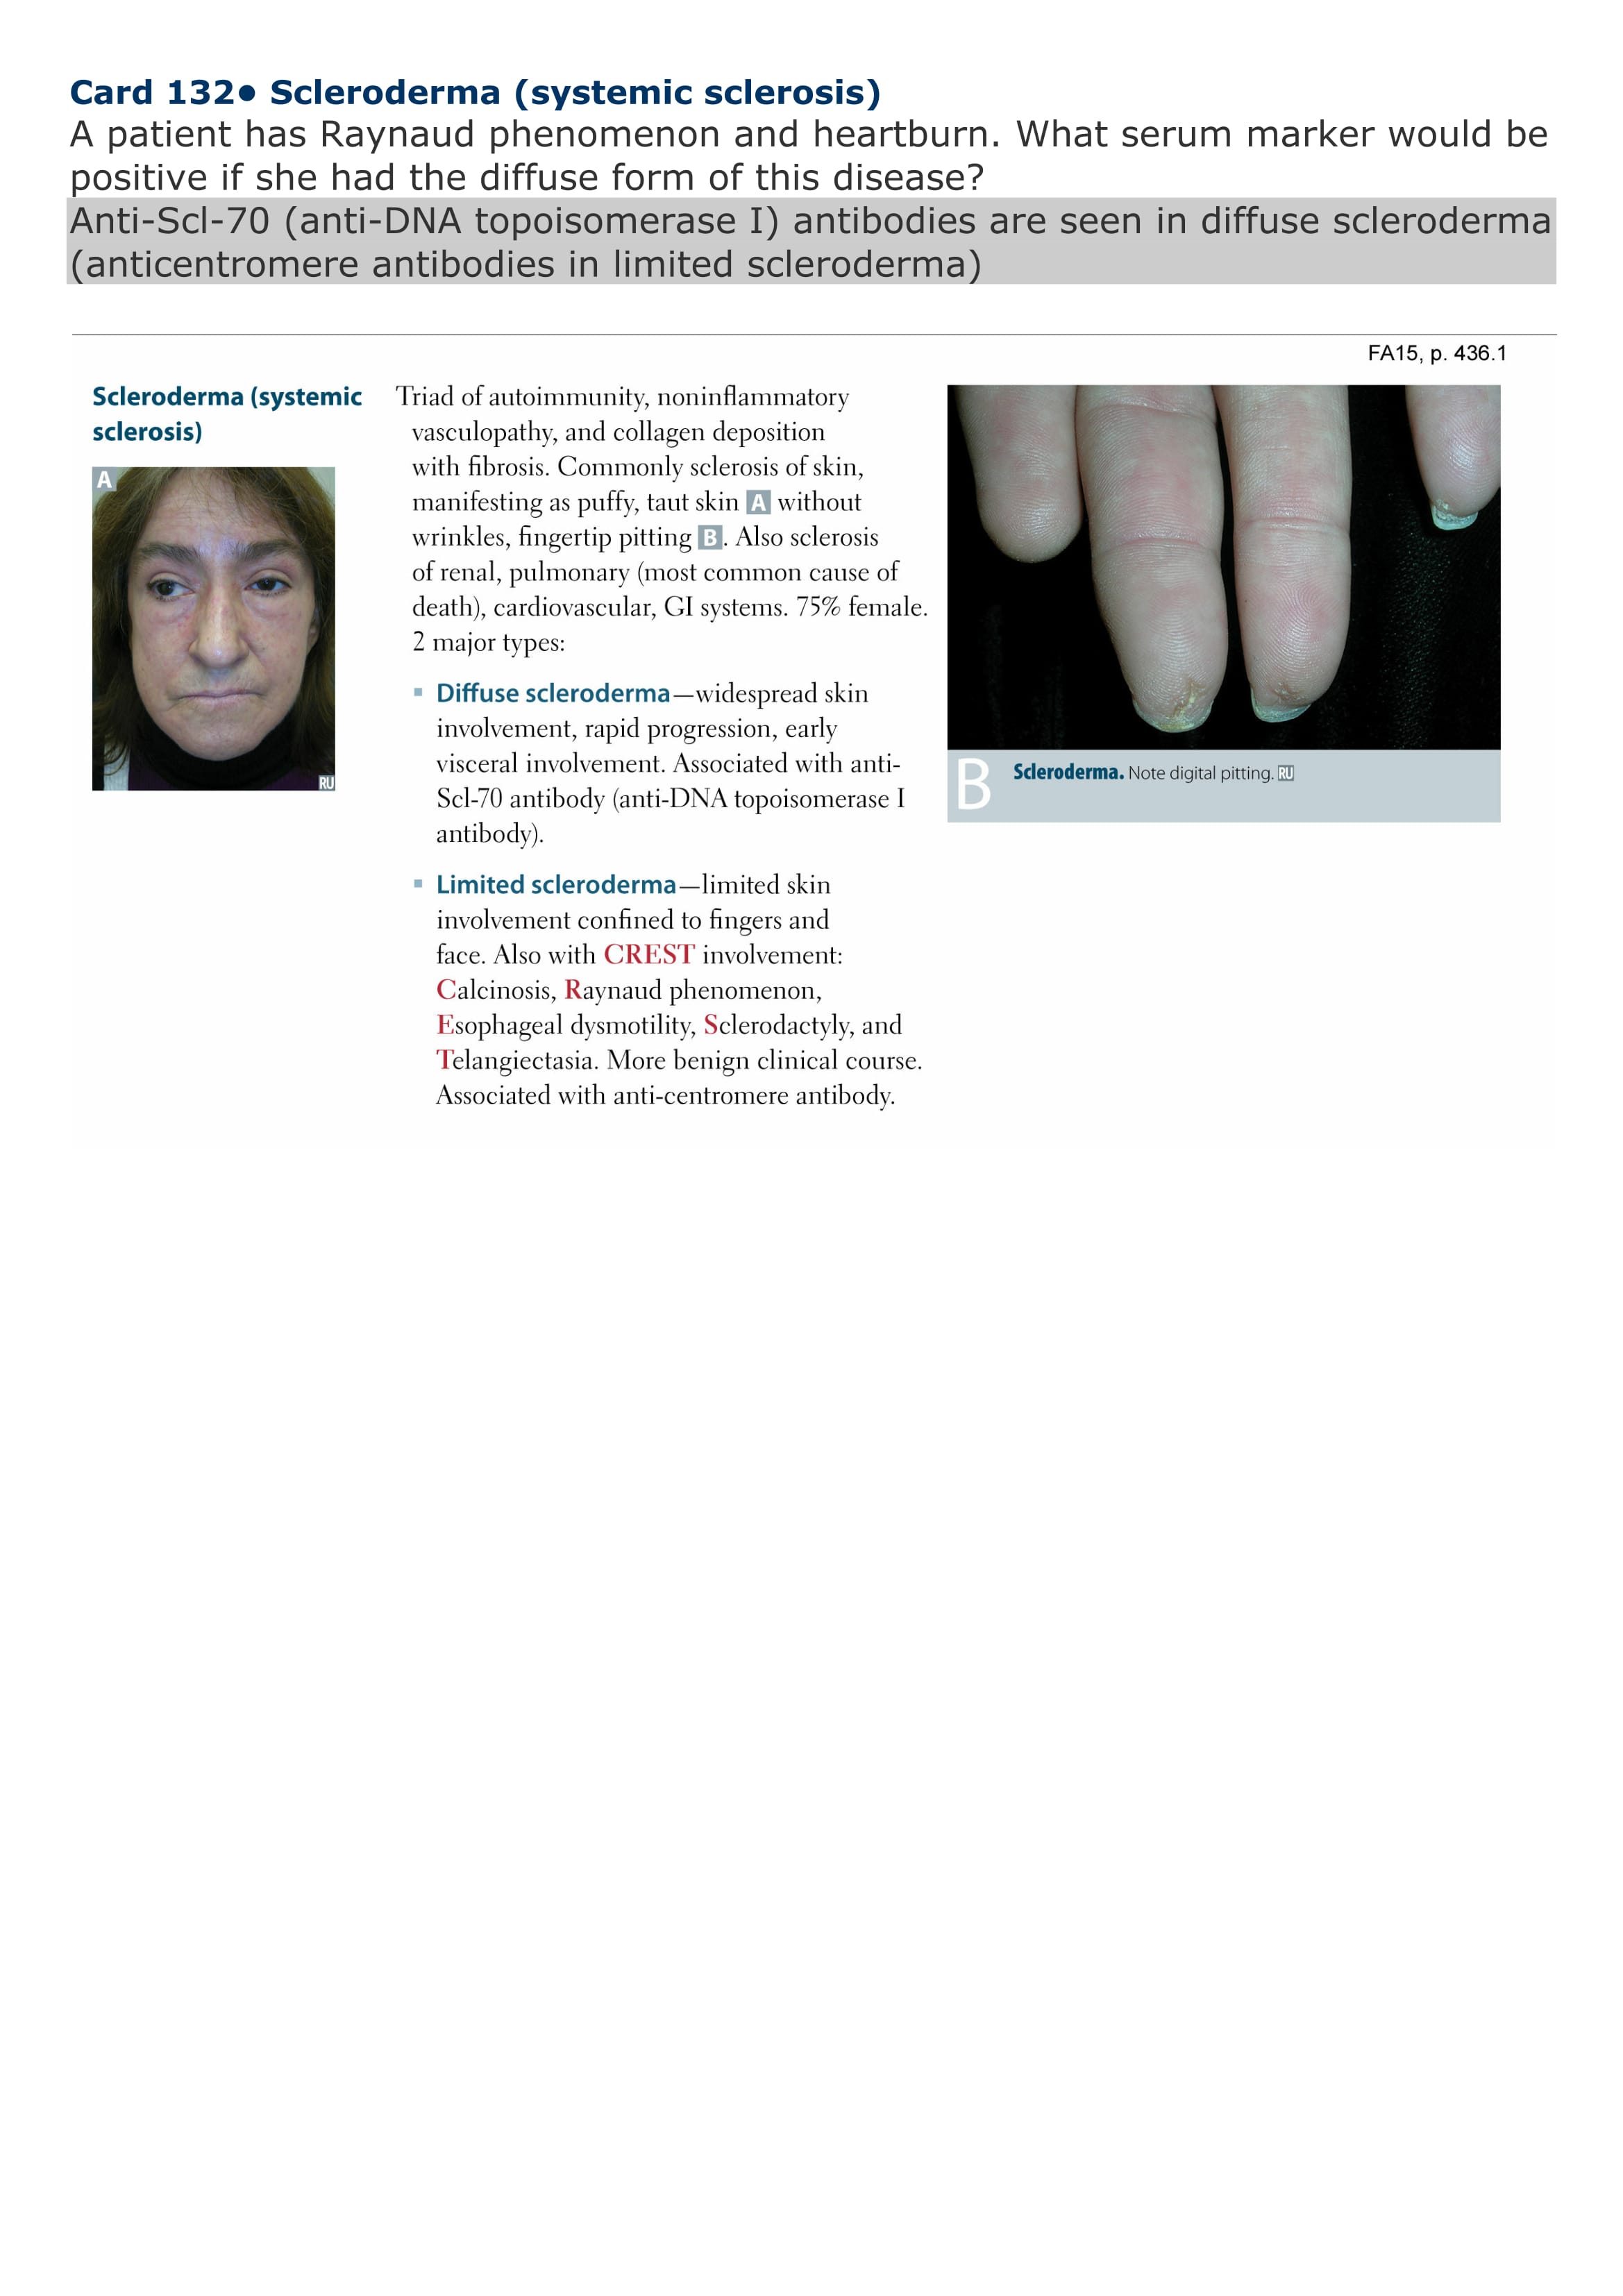 Card 132• Scleroderma (systemic sclerosis)
A patient has Raynaud phenomenon and heartburn. What serum marker would be
positive if she had the diffuse form of this disease?
Anti-Scl-70 (anti-DNA topoisomerase I) antibodies are seen in diffuse scleroderma
(anticentromere antibodies in limited scleroderma)
FA15, p. 436.1
Scleroderma (systemic
sclerosis)
A
RU
Triad of autoimmunity, noninflammatory
vasculopathy, and collagen deposition
with fibrosis. Commonly sclerosis of skin,
manifesting as puffy, taut skin A without
wrinkles, fingertip pitting B. Also sclerosis
of renal, pulmonary (most common cause of
death), cardiovascular, GI systems. 75% female.
2 major types:
▪ Diffuse scleroderma—widespread skin
involvement, rapid progression, early
visceral involvement. Associated with anti-
Scl-70 antibody (anti-DNA topoisomerase I
antibody).
▪ Limited scleroderma—limited skin
involvement confined to fingers and
face. Also with CREST involvement:
Calcinosis, Raynaud phenomenon,
Esophageal dysmotility, Sclerodactyly, and
Telangiectasia. More benign clinical course.
Associated with anti-centromere antibody.
B Scleroderma. Note digital pitting. RU